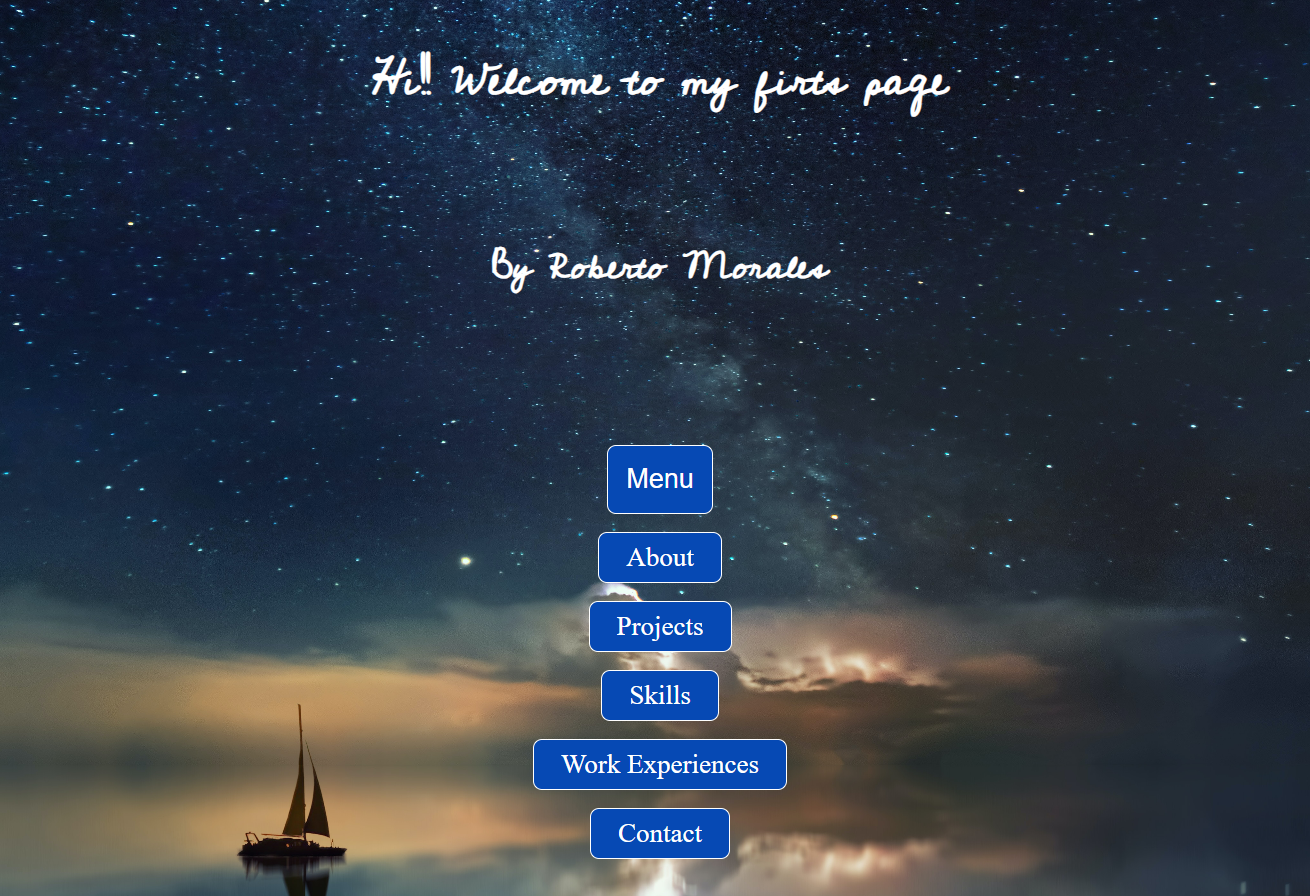 Hi!! Welcome to my firts page
By Roberto Morales
Menu
About
Projects
Skills
Work Experiences
Contact